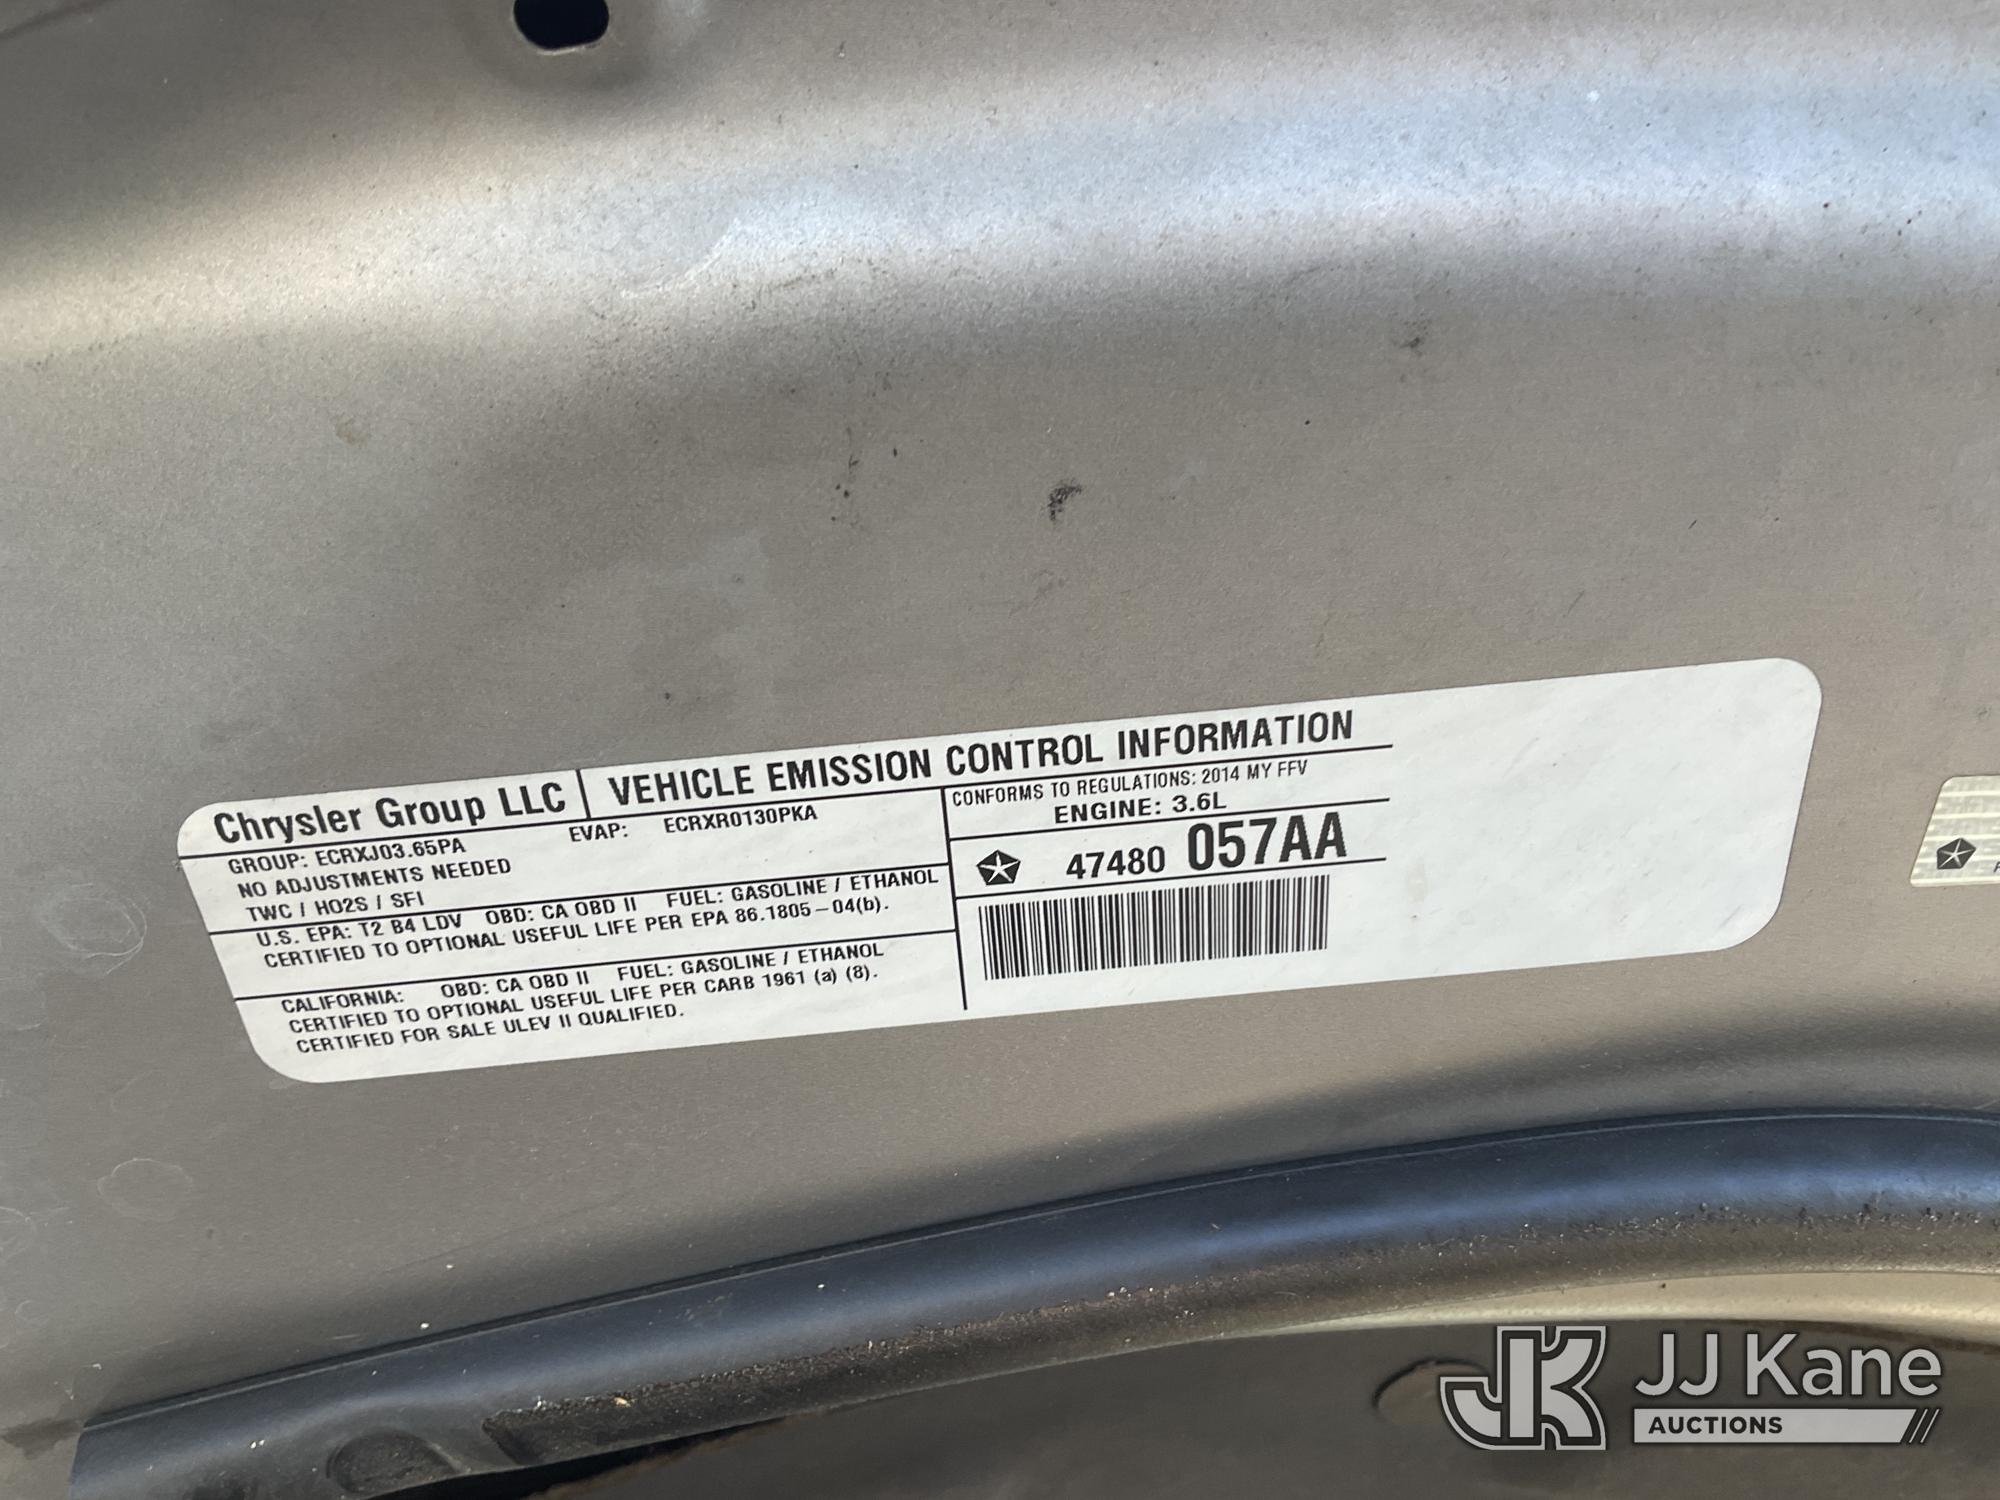 Chrysler Group LLC VEHICLE EMISSION CONTROL INFORMATION
GROUP: ECRXJ03.65PA EVAP: ECRXR0130PKA
NO ADJUSTMENTS NEEDED
TWC / HO2S / SFI
U.S. EPA: T2 B4 LDV OBD: CA OBD II FUEL: GASOLINE / ETHANOL
CERTIFIED TO OPTIONAL USEFUL LIFE PER EPA 86.1805-04(b).
CALIFORNIA: OBD: CA OBD II FUEL: GASOLINE / ETHANOL
CERTIFIED TO OPTIONAL USEFUL LIFE PER CARB 1961 (a) (8).
CERTIFIED FOR SALE ULEV II QUALIFIED.
CONFORMS TO REGULATIONS: 2014 MY FFV
ENGINE: 3.6L
47480 057AA
JK JJ Kane
AUCTIONS